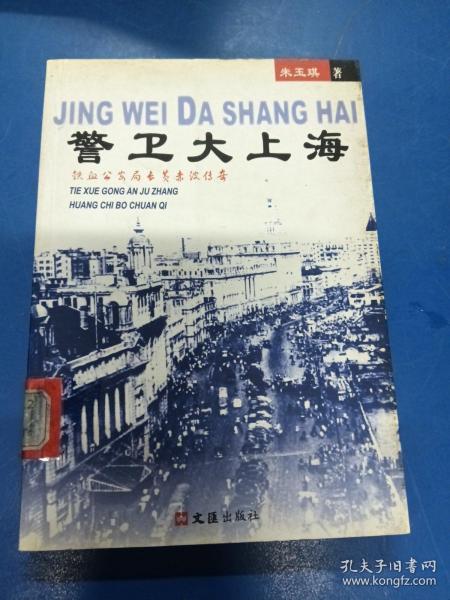 朱玉琪 著
JING WEI DA SHANG HAI
警卫大上海
铁血公安局长黄赤波传奇
TIE XUE GONG AN JU ZHANG
HUANG CHI BO CHUAN QI
文匯出版社
孔夫子旧书网
www.kongfz.com